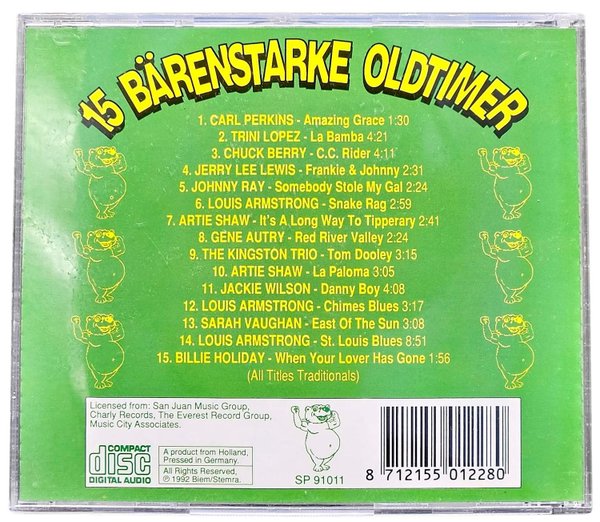 15 BÄRENSTARKE OLDTIMER
1. CARL PERKINS - Amazing Grace 1:30
2. TRINI LOPEZ - La Bamba 4:21
3. CHUCK BERRY - C.C. Rider 4:11
4. JERRY LEE LEWIS - Frankie & Johnny 2:31
5. JOHNNY RAY - Somebody Stole My Gal 2:24
6. LOUIS ARMSTRONG - Snake Rag 2:59
7. ARTIE SHAW - It's A Long Way To Tipperary 2:41
8. GENE AUTRY - Red River Valley 2:24
9. THE KINGSTON TRIO - Tom Dooley 3:15
10. ARTIE SHAW - La Paloma 3:05
11. JACKIE WILSON - Danny Boy 4:08
12. LOUIS ARMSTRONG - Chimes Blues 3:17
13. SARAH VAUGHAN - East Of The Sun 3:08
14. LOUIS ARMSTRONG - St. Louis Blues 8:51
15. BILLIE HOLIDAY - When Your Lover Has Gone 1:56
(All Titles Traditionals)
Licensed from: San Juan Music Group,
Charly Records, The Everest Record Group,
Music City Associates.
COMPACT
disc
DIGITAL AUDIO
A product from Holland,
Pressed in Germany.
All Rights Reserved,
℗ 1992 Biem/Stemra.
SP 91011
8 712155 012280